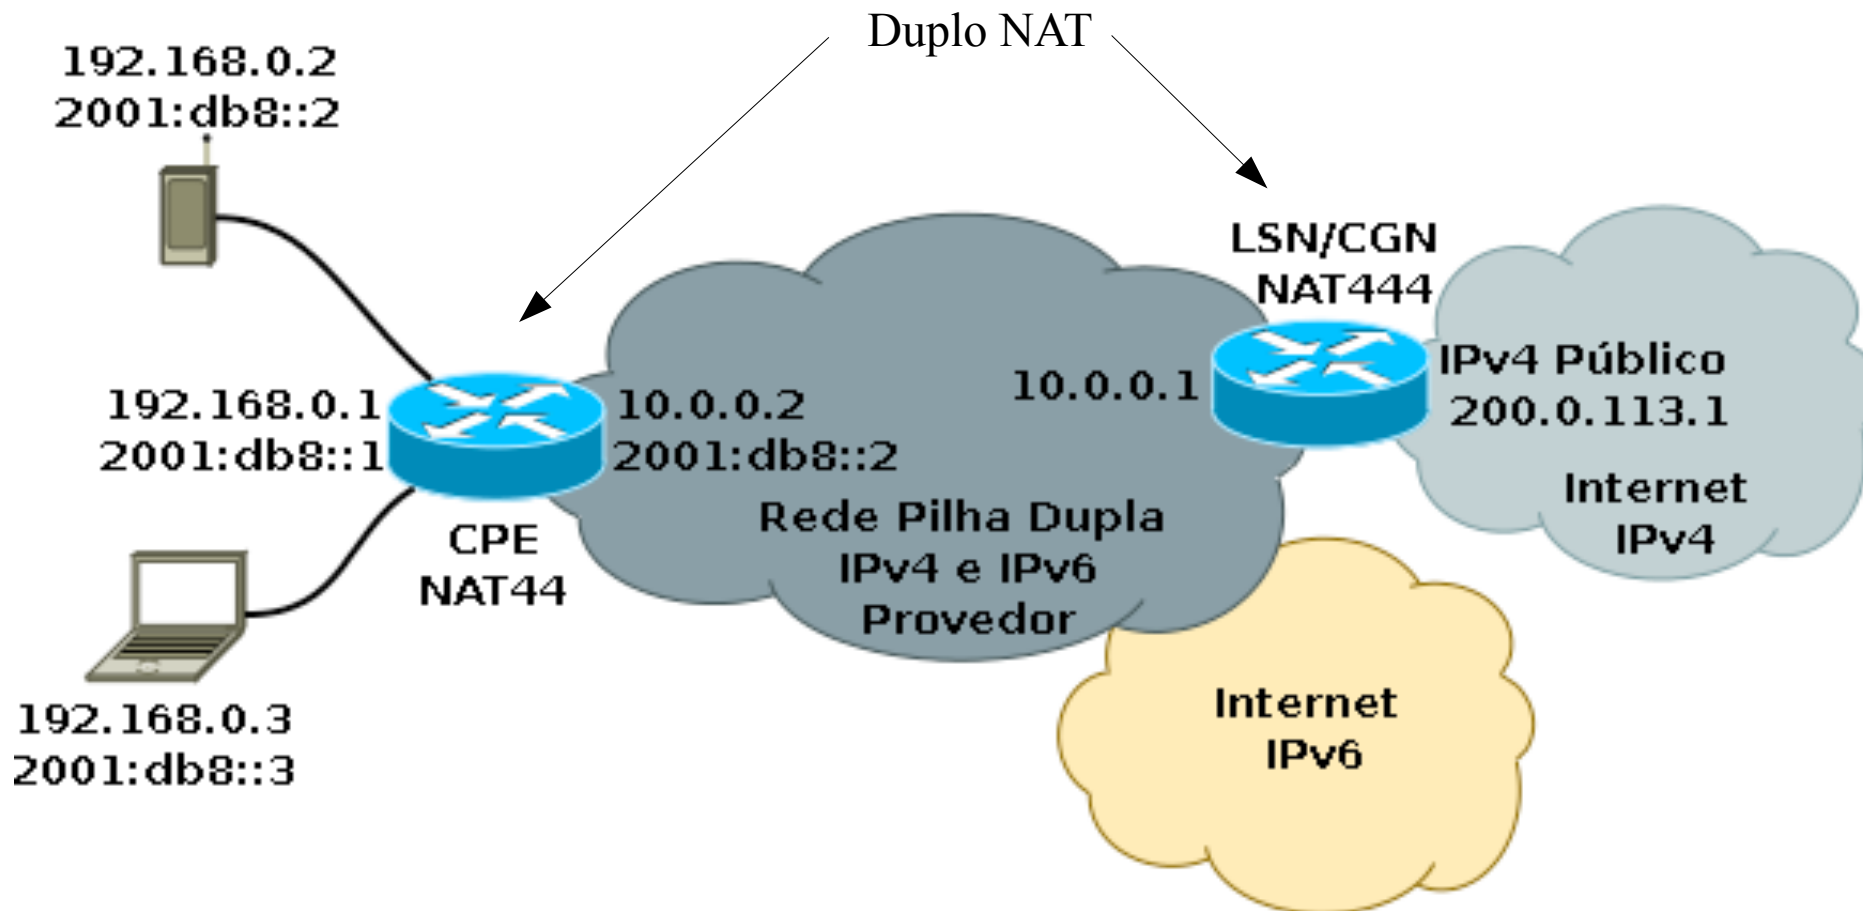 Duplo NAT
192.168.0.2
2001:db8::2
LSN/CGN
NAT444
192.168.0.1
2001:db8::1
10.0.0.2
2001:db8::2
10.0.0.1
IPv4 Público
200.0.113.1
Internet
IPv4
CPE
NAT44
Rede Pilha Dupla
IPv4 e IPv6
Provedor
Internet
IPv6
192.168.0.3
2001:db8::3